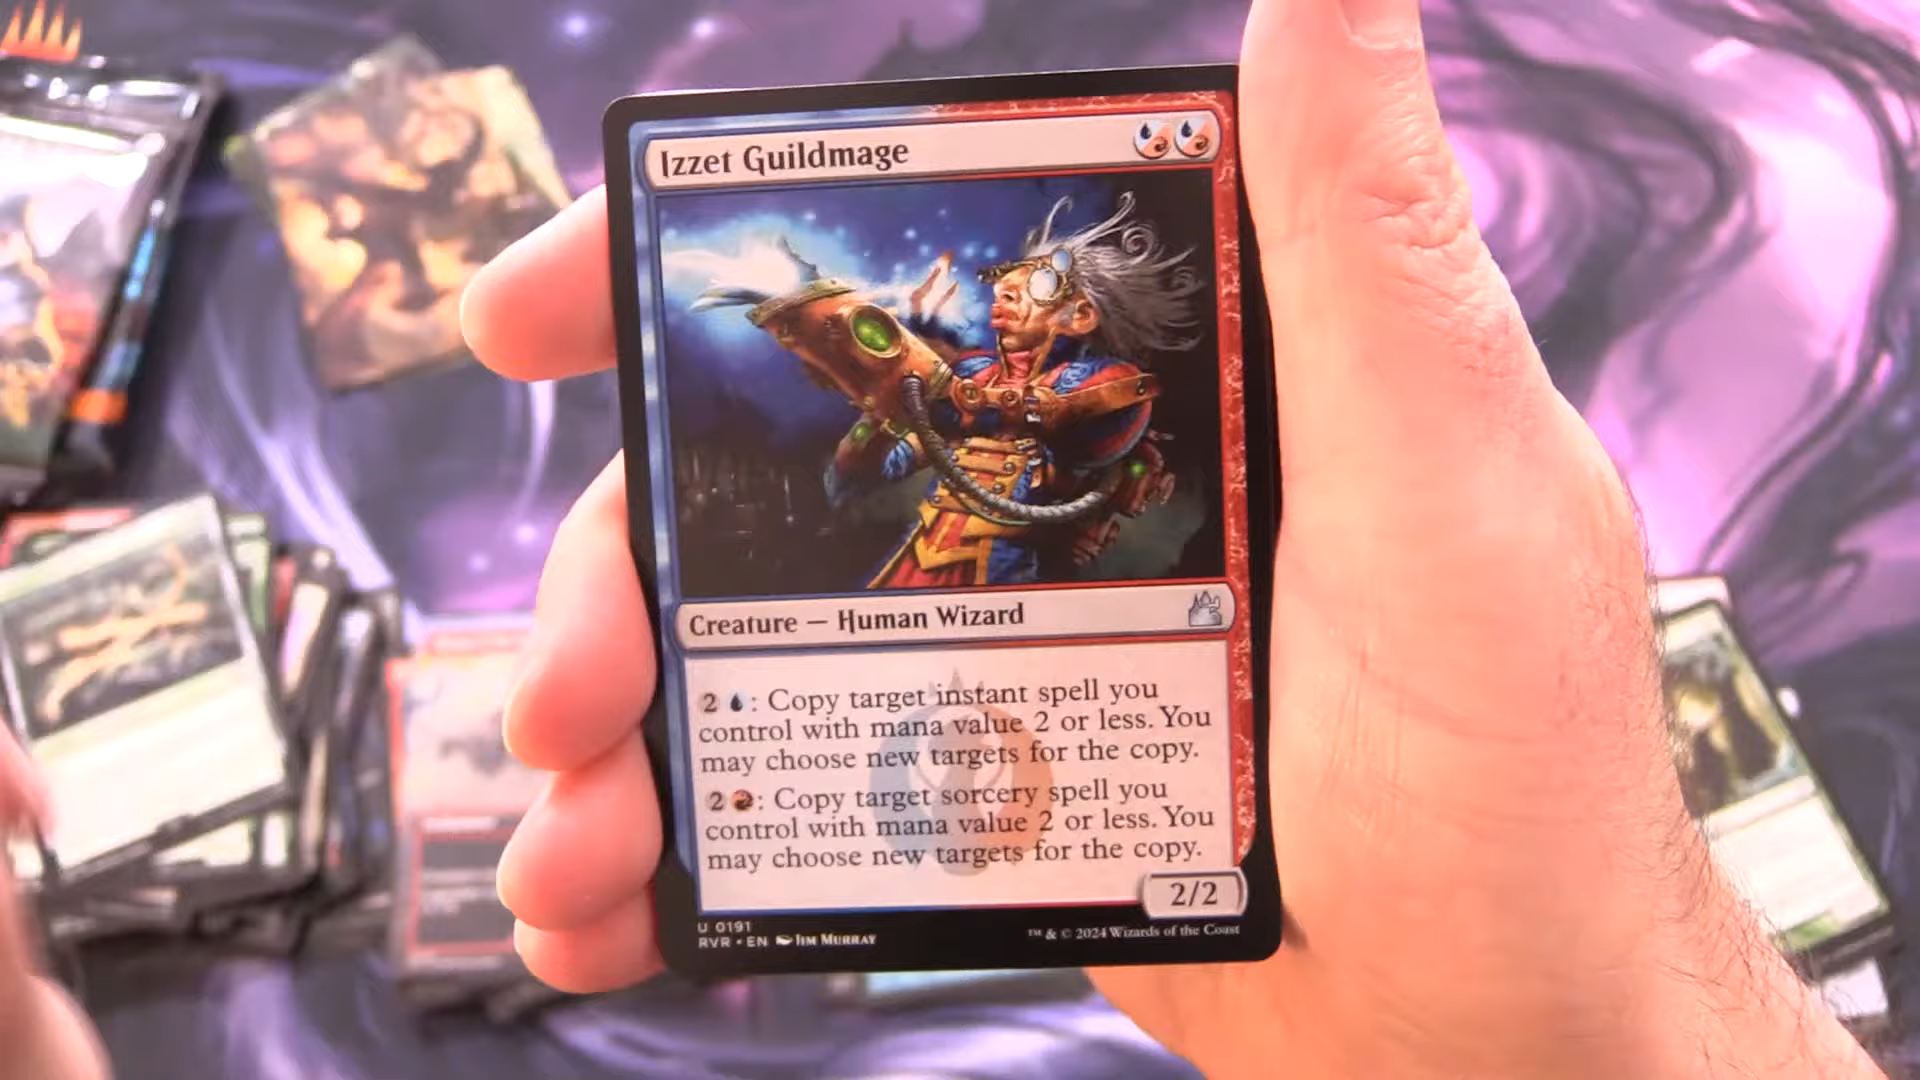 Izzet Guildmage
Creature — Human Wizard
2 : Copy target instant spell you
control with mana value 2 or less. You
may choose new targets for the copy.
2 : Copy target sorcery spell you
control with mana value 2 or less. You
may choose new targets for the copy.
2/2
U 0191
RVR • EN Jim Murray
™ & © 2024 Wizards of the Coast